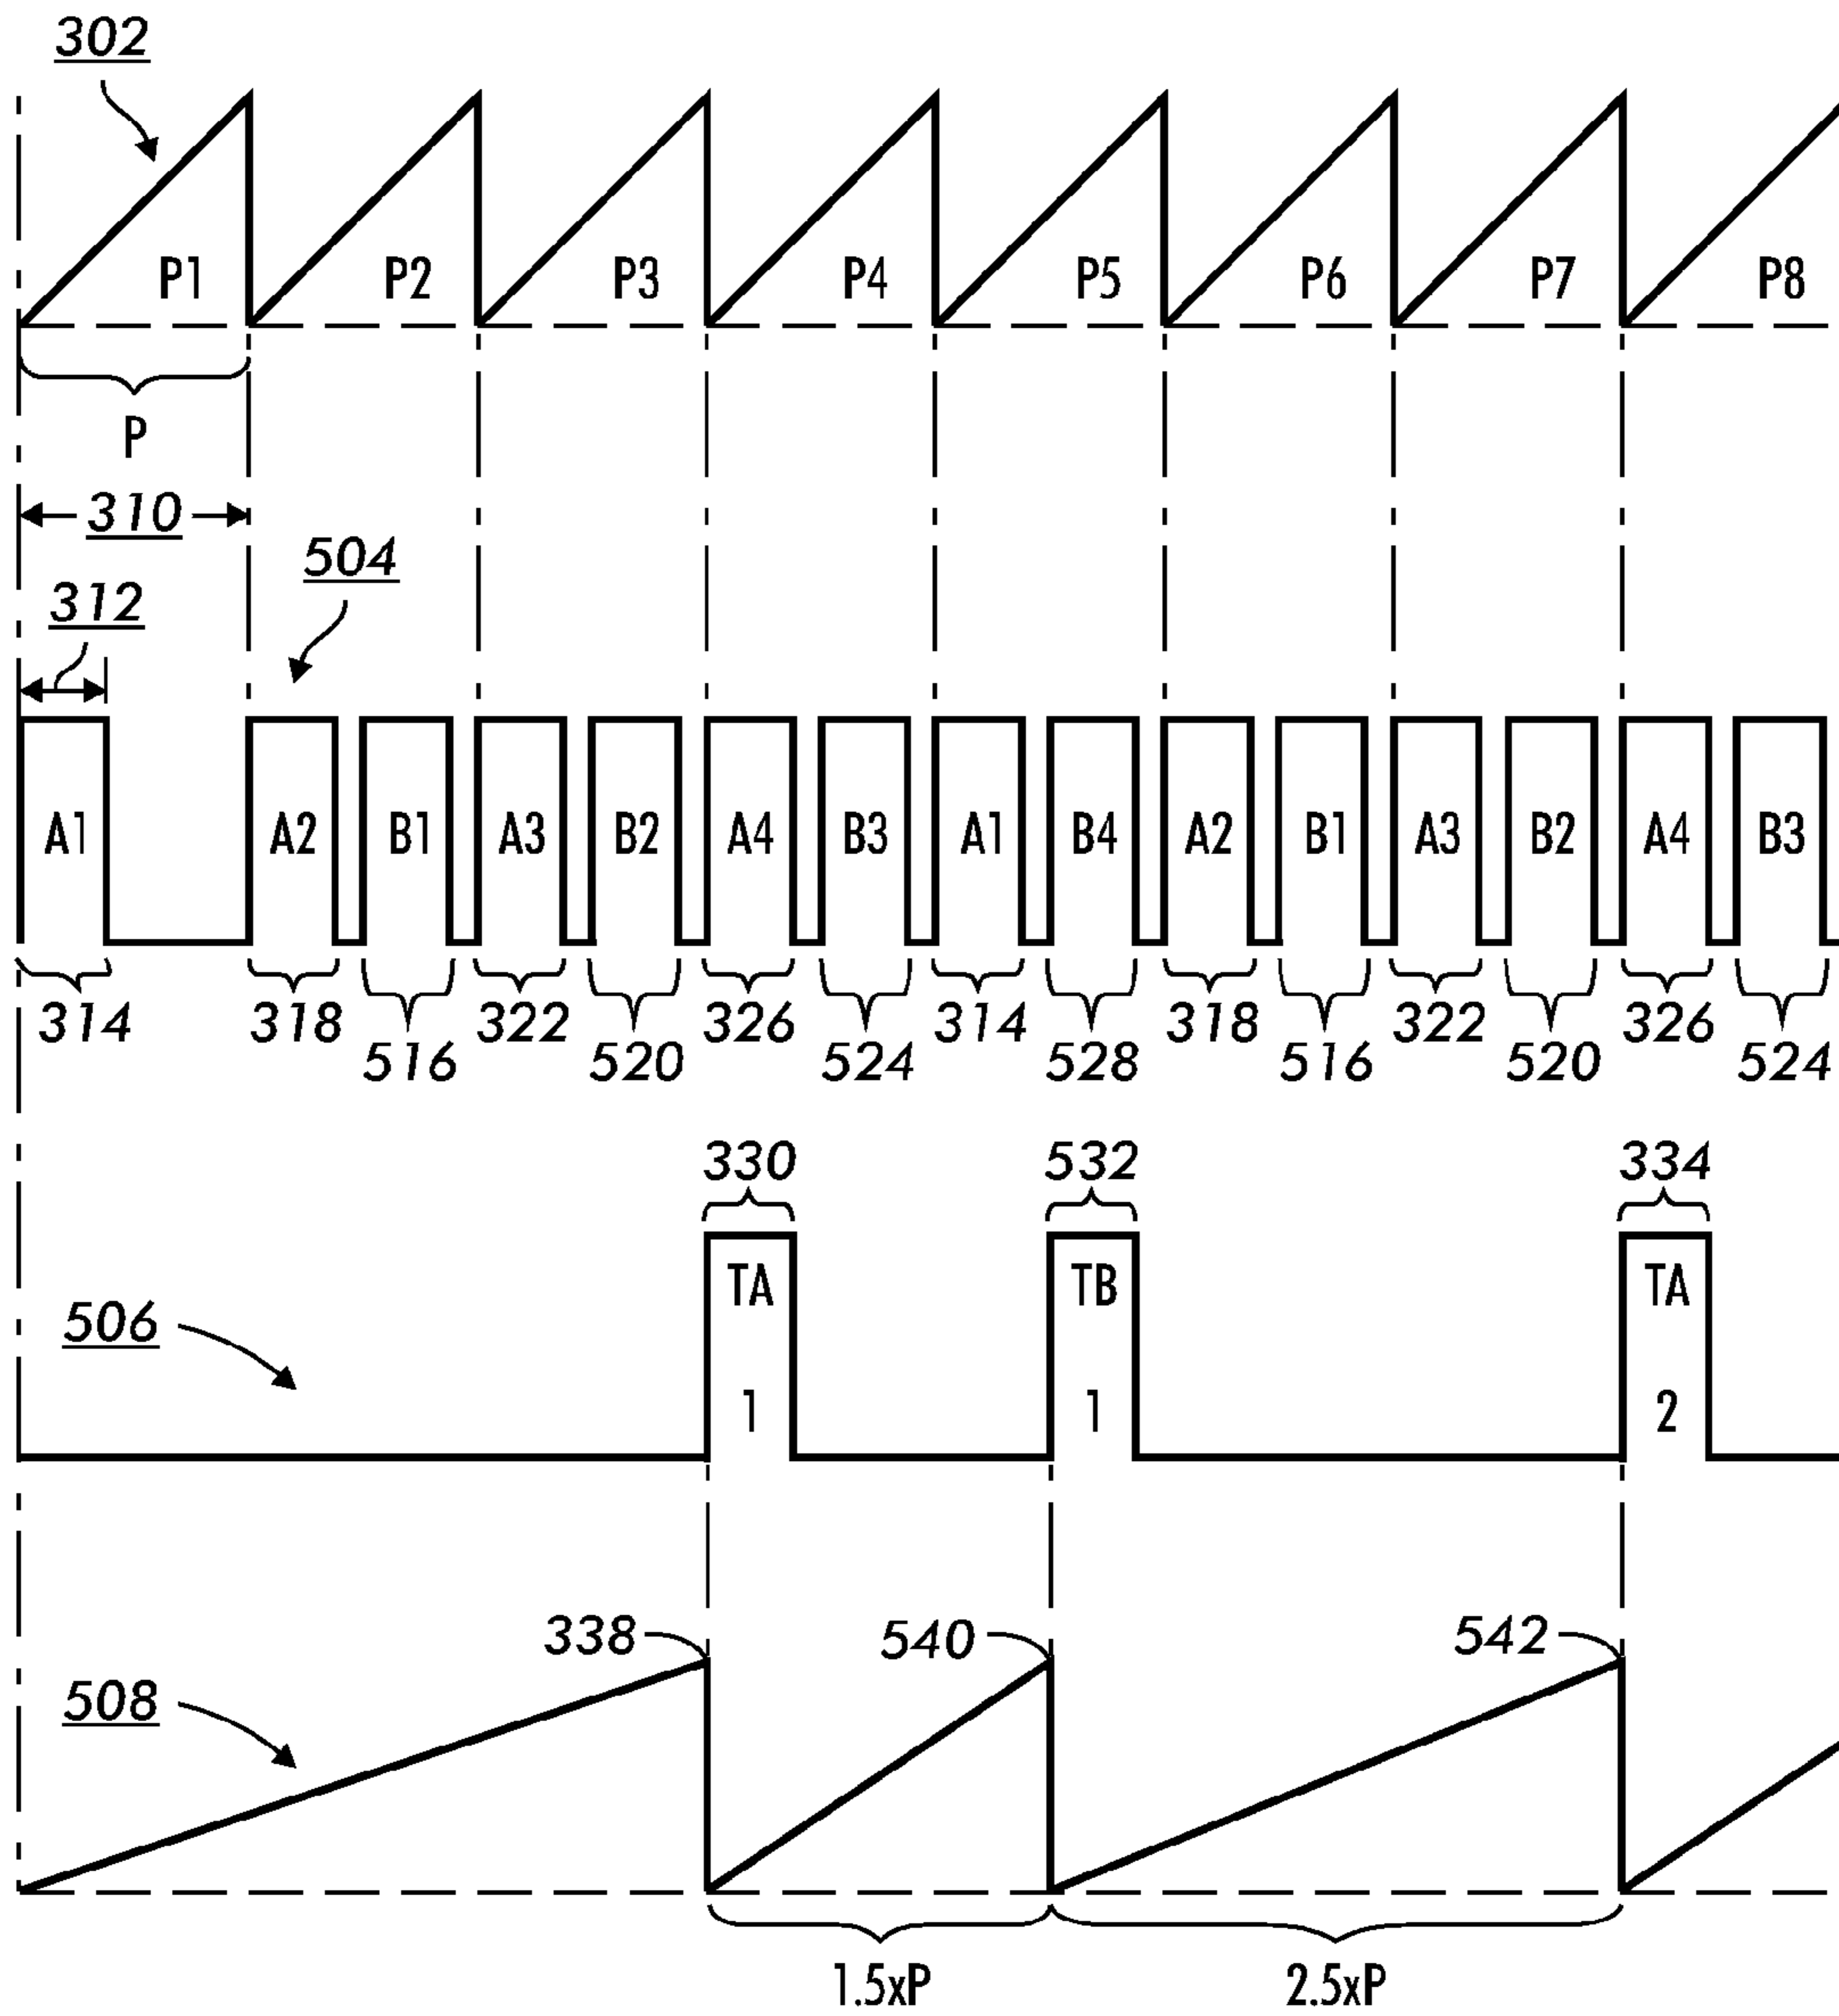 302
P1 P2 P3 P4 P5 P6 P7 P8
P
310
504
312
A1 A2 B1 A3 B2 A4 B3 A1 B4 A2 B1 A3 B2 A4 B3
314 318 322 326 314 318 322 326
516 520 524 528 516 520 524
330 532 334
TA TB TA
506
1 1 2
338 540 542
508
1.5xP 2.5xP